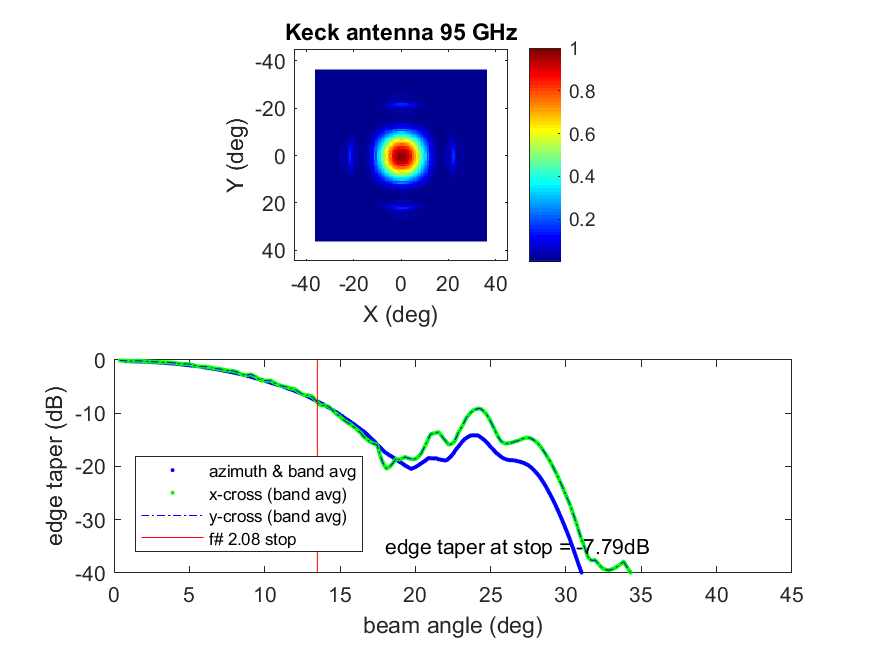 Keck antenna 95 GHz
-40
-20
0
20
40
Y (deg)
-40 -20 0 20 40
X (deg)
1
0.8
0.6
0.4
0.2
0
-10
-20
-30
-40
edge taper (dB)
azimuth & band avg
x-cross (band avg)
y-cross (band avg)
f# 2.08 stop
edge taper at stop = -7.79dB
0 5 10 15 20 25 30 35 40 45
beam angle (deg)